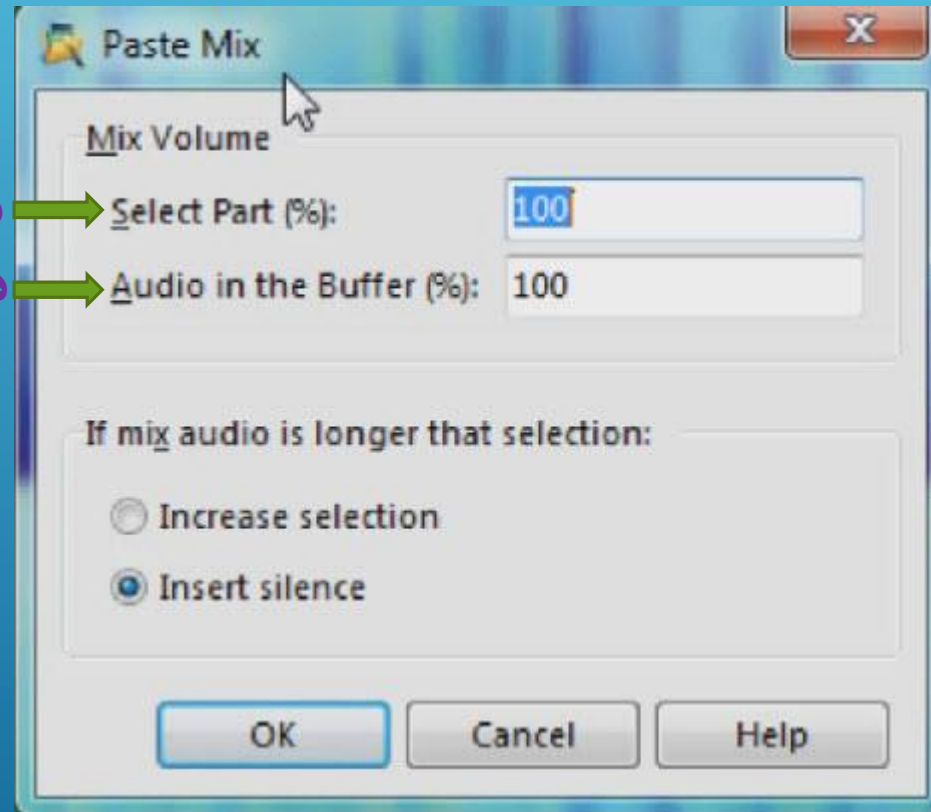 Paste Mix
Mix Volume
Select Part (%):
100
Audio in the Buffer (%):
100
If mix audio is longer that selection:
Increase selection
Insert silence
OK
Cancel
Help